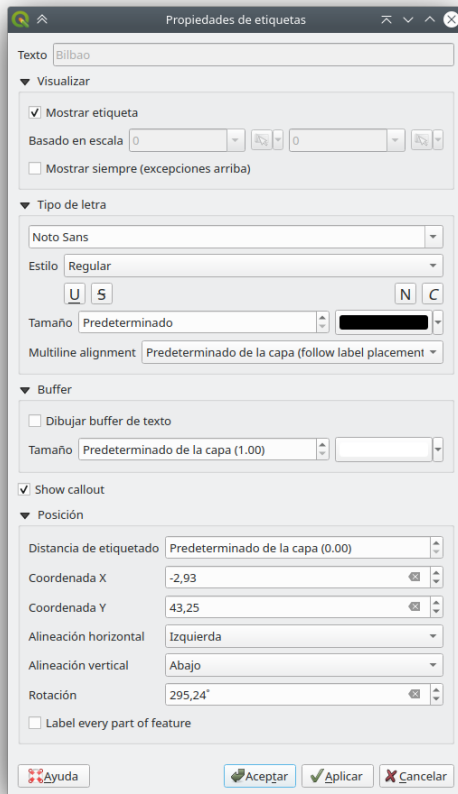 Propiedades de etiquetas
Texto Bilbao
Visualizar
Mostrar etiqueta
Basado en escala 0 0
Mostrar siempre (excepciones arriba)
Tipo de letra
Noto Sans
Estilo Regular
U S N C
Tamaño Predeterminado
Multiline alignment Predeterminado de la capa (follow label placement
Buffer
Dibujar buffer de texto
Tamaño Predeterminado de la capa (1.00)
Show callout
Posición
Distancia de etiquetado Predeterminado de la capa (0.00)
Coordenada X -2,93
Coordenada Y 43,25
Alineación horizontal Izquierda
Alineación vertical Abajo
Rotación 295,24°
Label every part of feature
Ayuda Aceptar Aplicar Cancelar